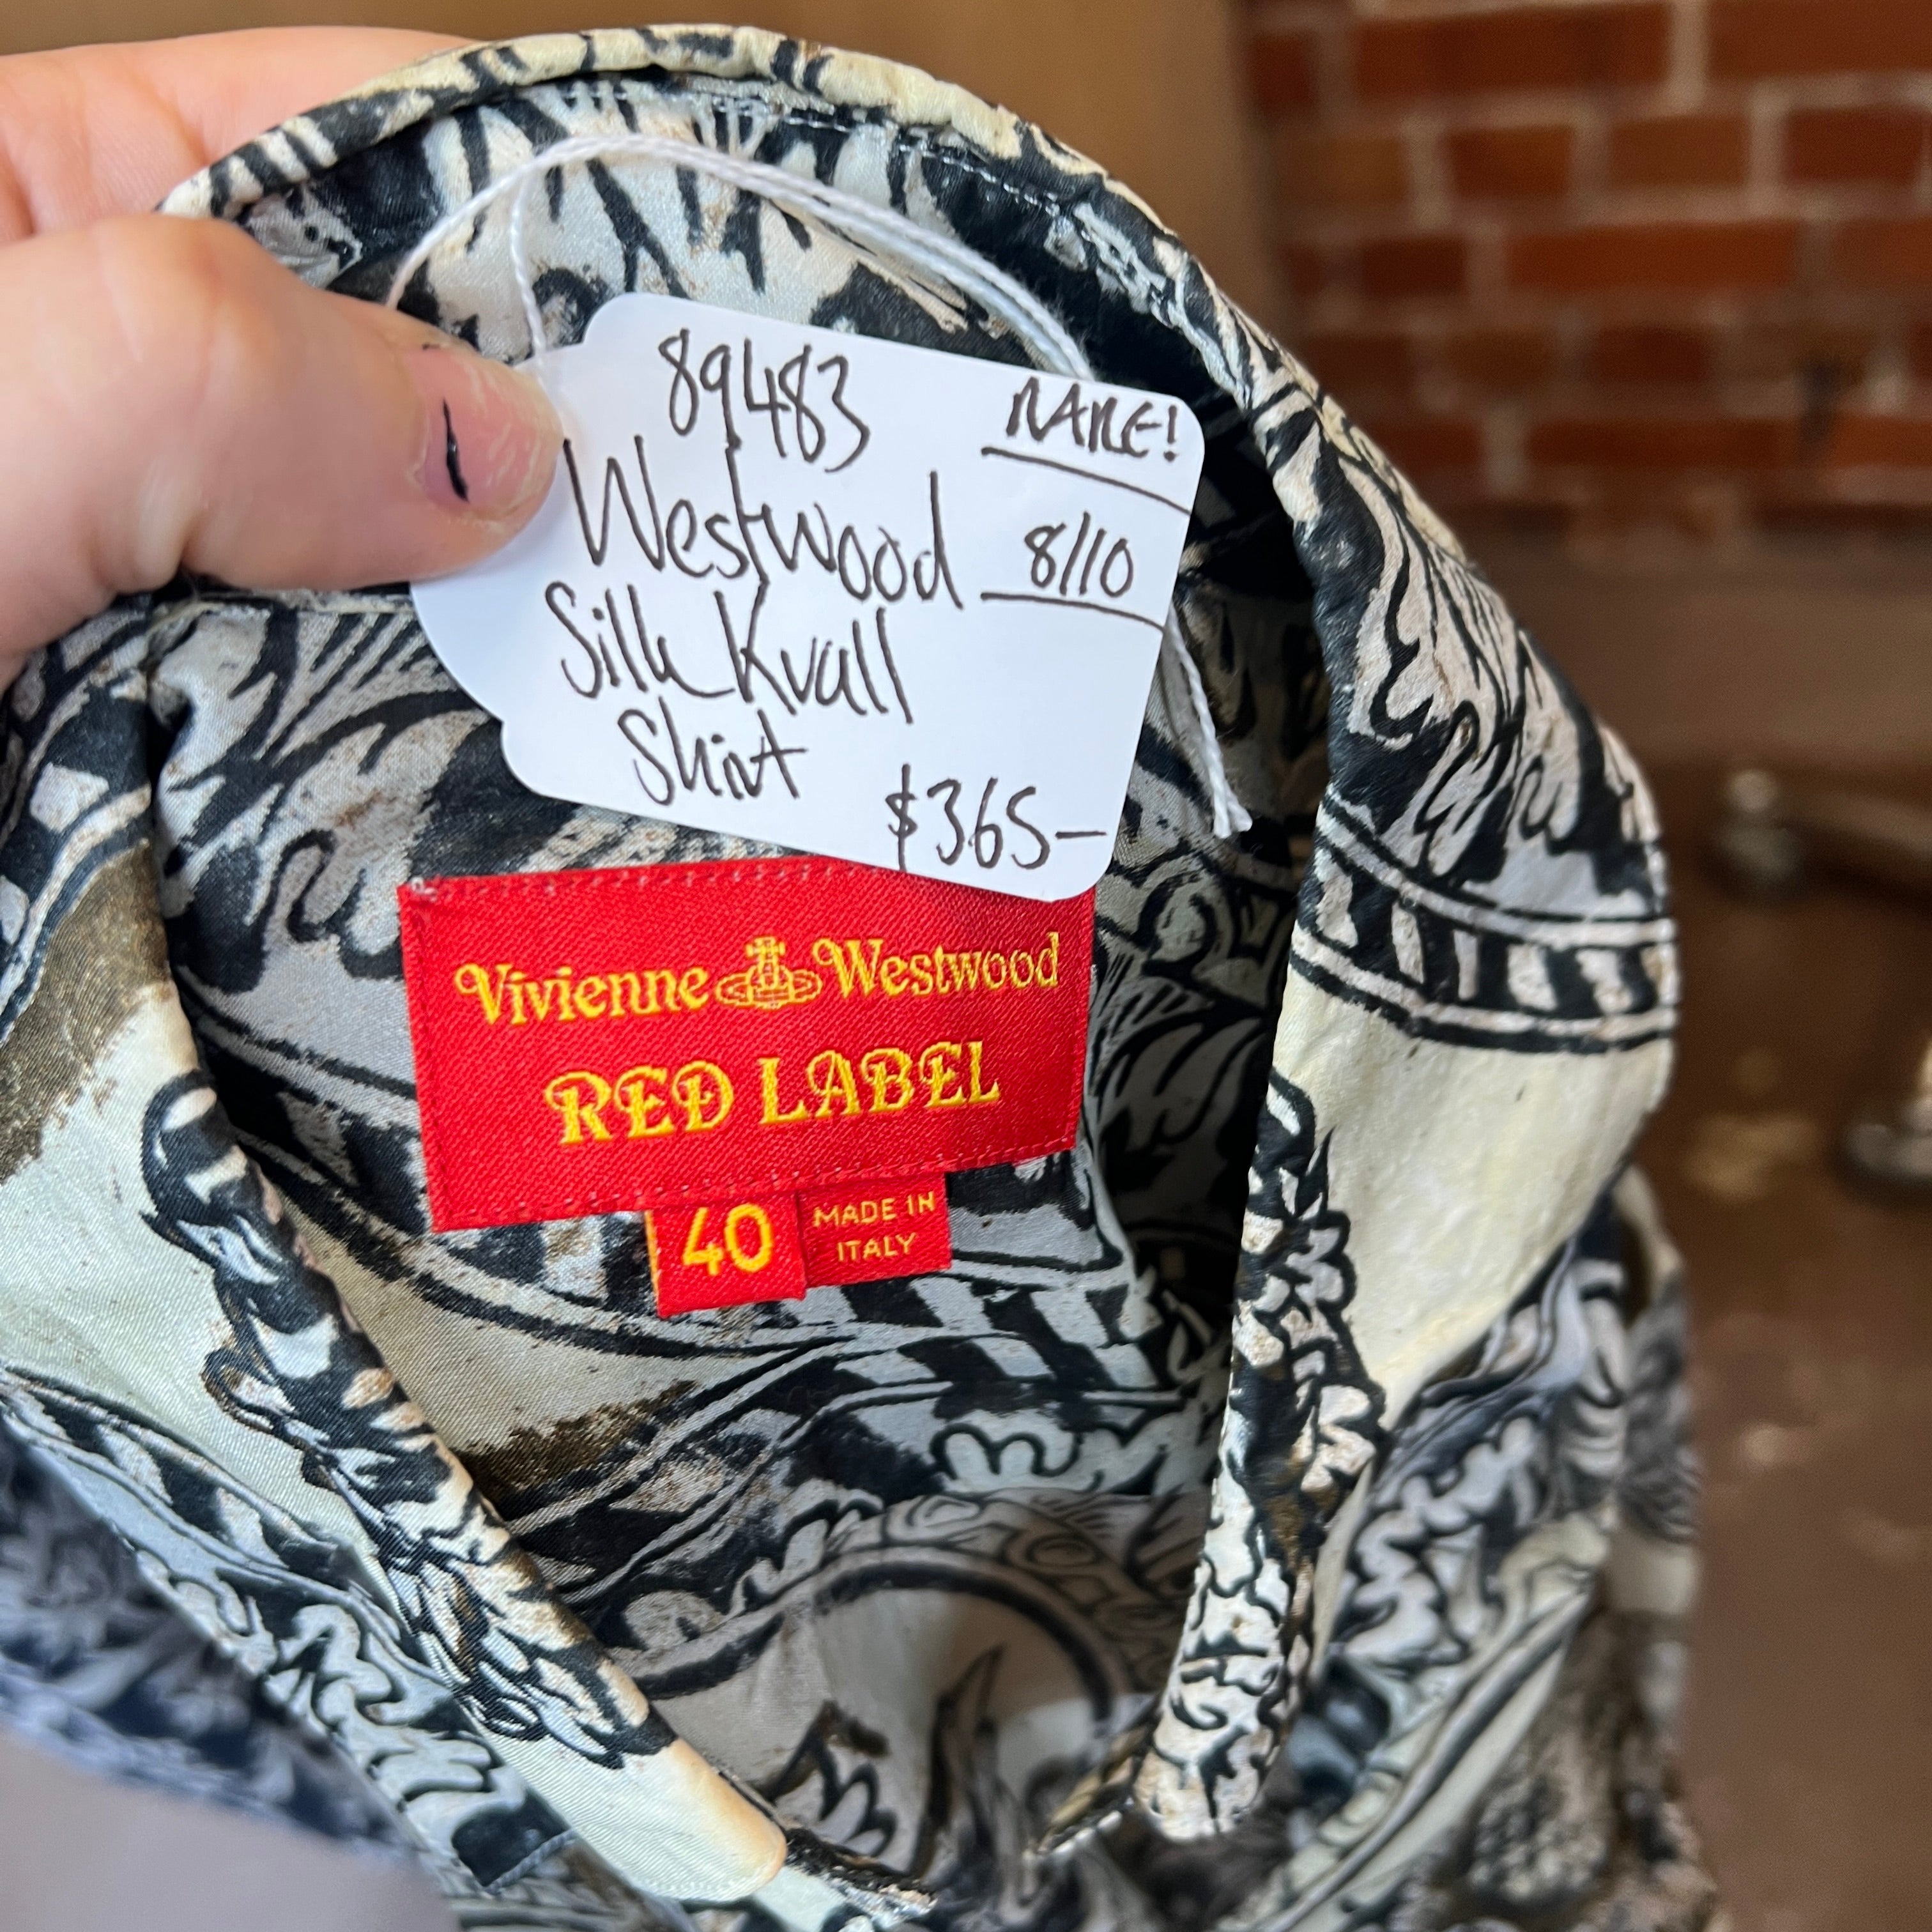 89483
RARE!
Westwood
8/10
Silk Kvall
Shirt
$365-
Vivienne Westwood
RED LABEL
40
MADE IN
ITALY